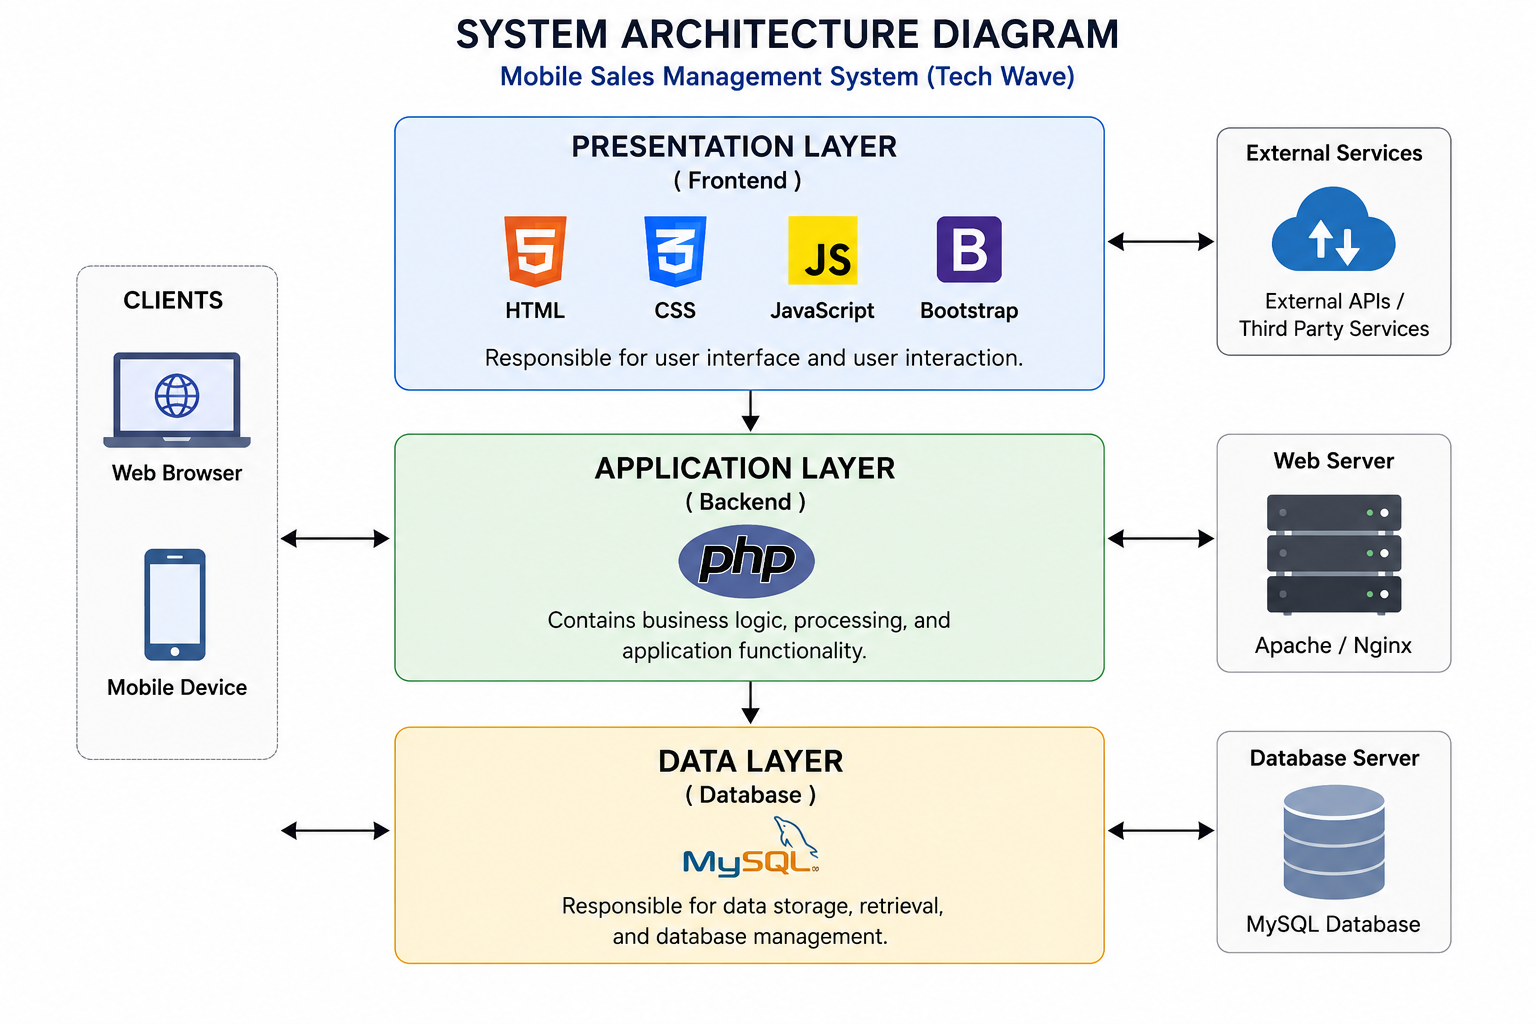 SYSTEM ARCHITECTURE DIAGRAM
Mobile Sales Management System (Tech Wave)
PRESENTATION LAYER
( Frontend )
5
3
JS
B
HTML
CSS
JavaScript
Bootstrap
Responsible for user interface and user interaction.
External Services
External APIs /
Third Party Services
CLIENTS
Web Browser
Mobile Device
APPLICATION LAYER
( Backend )
php
Contains business logic, processing, and
application functionality.
Web Server
Apache / Nginx
DATA LAYER
( Database )
MySQL
Responsible for data storage, retrieval,
and database management.
Database Server
MySQL Database